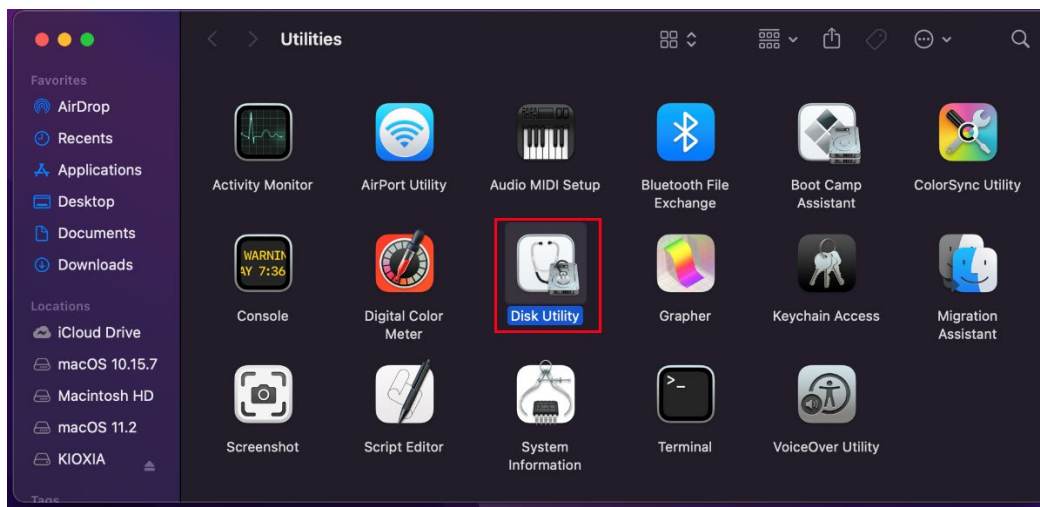 Utilities
Favorites
AirDrop
Recents
Applications
Desktop
Documents
Downloads
Locations
iCloud Drive
macOS 10.15.7
Macintosh HD
macOS 11.2
KIOXIA
Tags
Activity Monitor
AirPort Utility
Audio MIDI Setup
Bluetooth File
Exchange
Boot Camp
Assistant
ColorSync Utility
WARNIN
AY 7:36
Console
Digital Color
Meter
Disk Utility
Grapher
Keychain Access
Migration
Assistant
Screenshot
Script Editor
System
Information
>_
Terminal
VoiceOver Utility